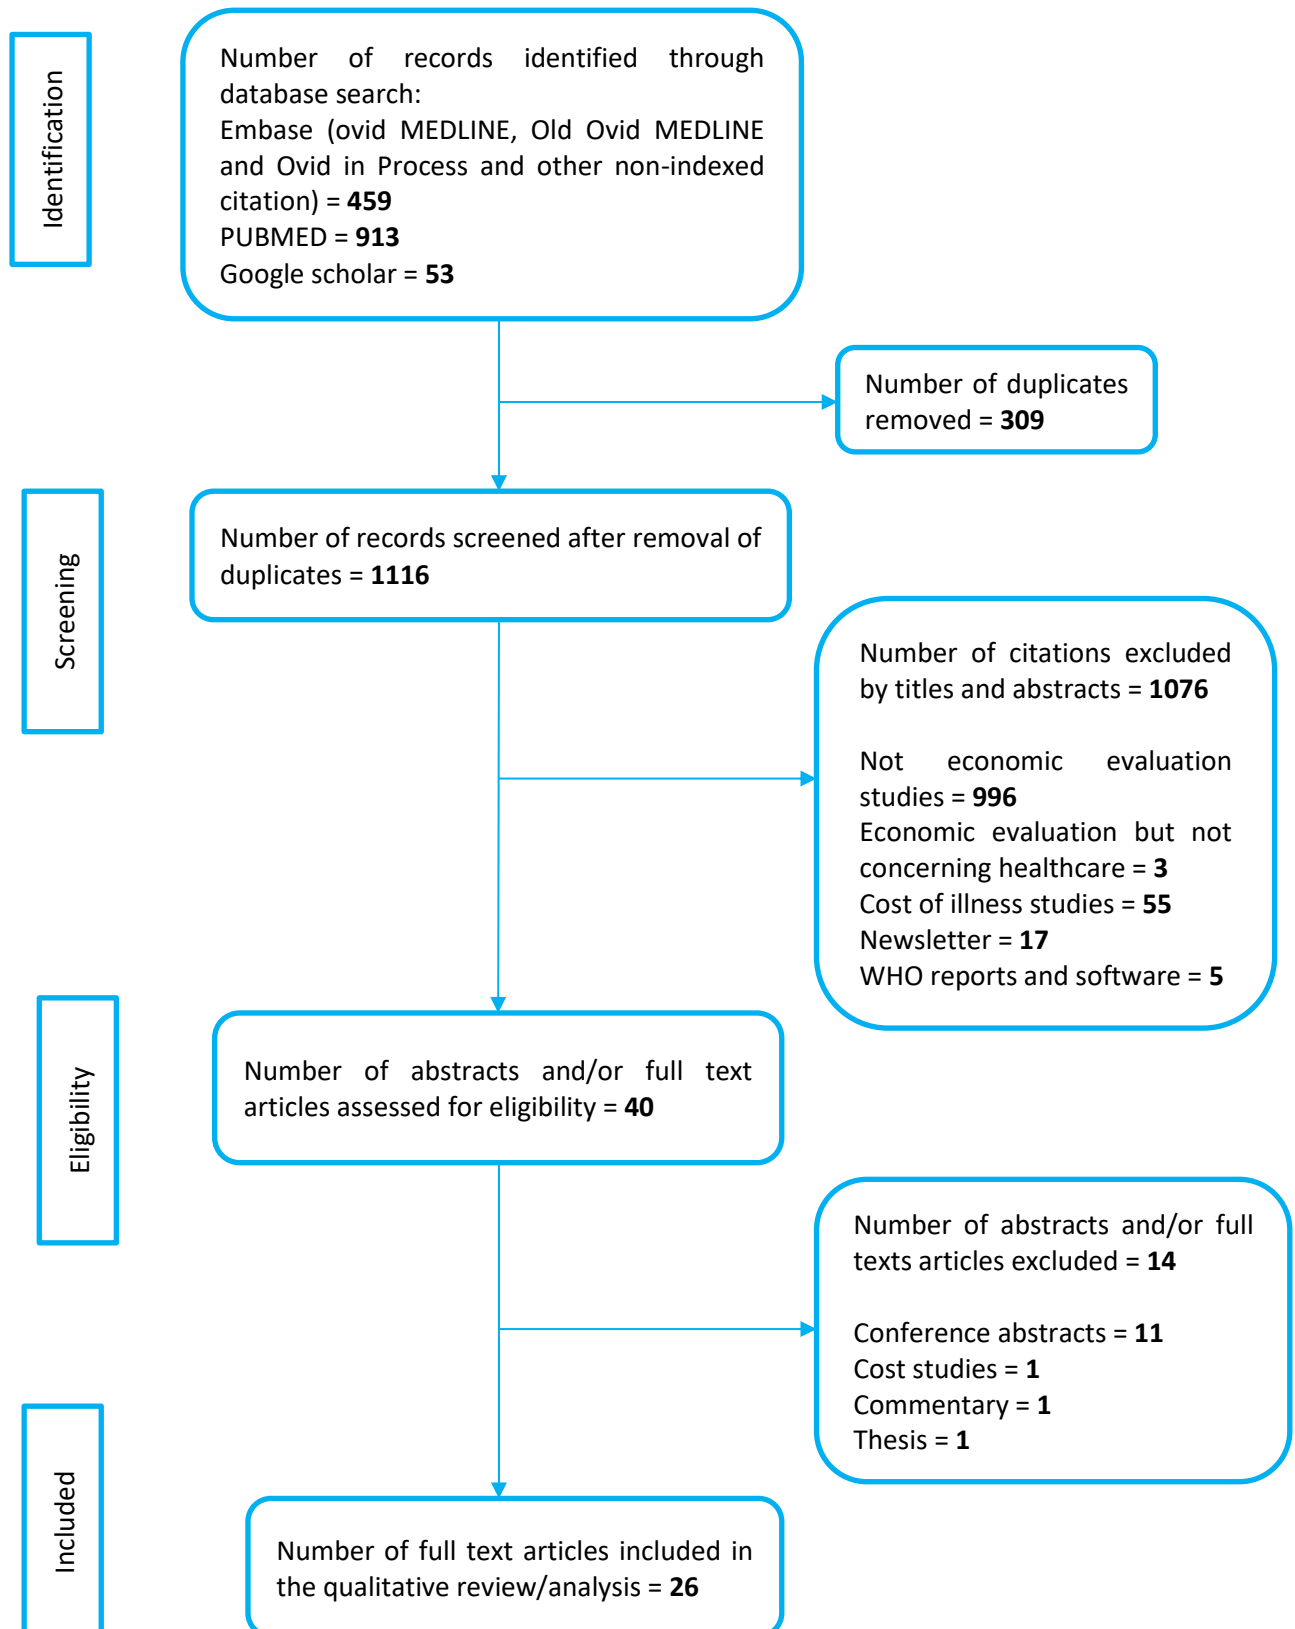 Identification
Number of records identified through
database search:
Embase (ovid MEDLINE, Old Ovid MEDLINE
and Ovid in Process and other non-indexed
citation) = 459
PUBMED = 913
Google scholar = 53
Number of duplicates
removed = 309
Screening
Number of records screened after removal of
duplicates = 1116
Number of citations excluded
by titles and abstracts = 1076
Not economic evaluation
studies = 996
Economic evaluation but not
concerning healthcare = 3
Cost of illness studies = 55
Newsletter = 17
WHO reports and software = 5
Eligibility
Number of abstracts and/or full text
articles assessed for eligibility = 40
Number of abstracts and/or full
texts articles excluded = 14
Conference abstracts = 11
Cost studies = 1
Commentary = 1
Thesis = 1
Included
Number of full text articles included in
the qualitative review/analysis = 26